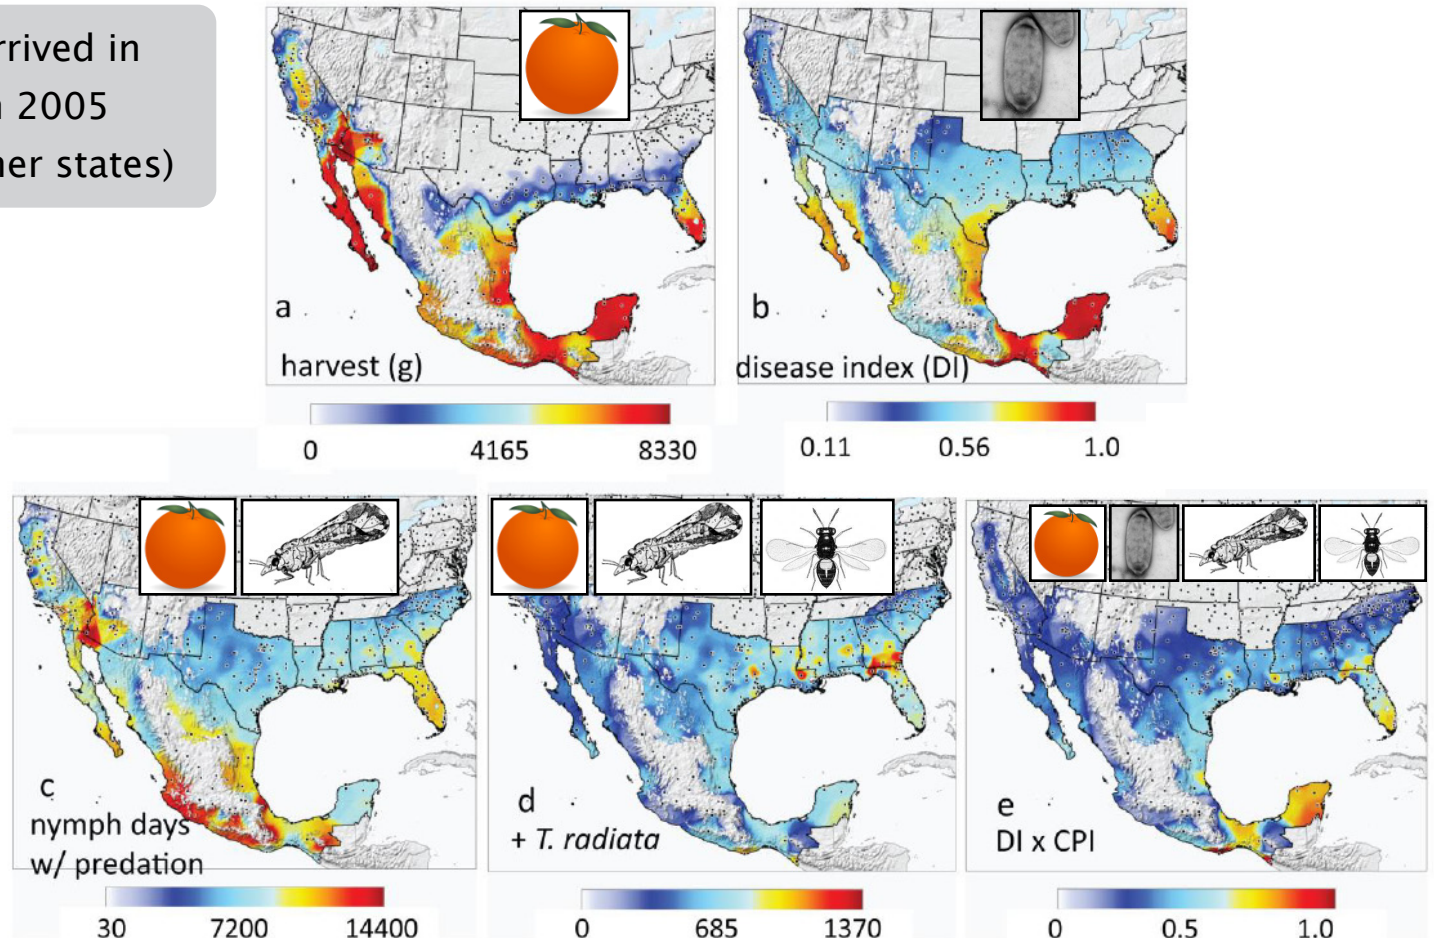 rrived in
2005
ner states)
a
harvest (g)
0 4165 8330
b
disease index (DI)
0.11 0.56 1.0
c
nymph days
w/ predation
30 7200 14400
d
+ T. radiata
0 685 1370
e
DI x CPI
0 0.5 1.0